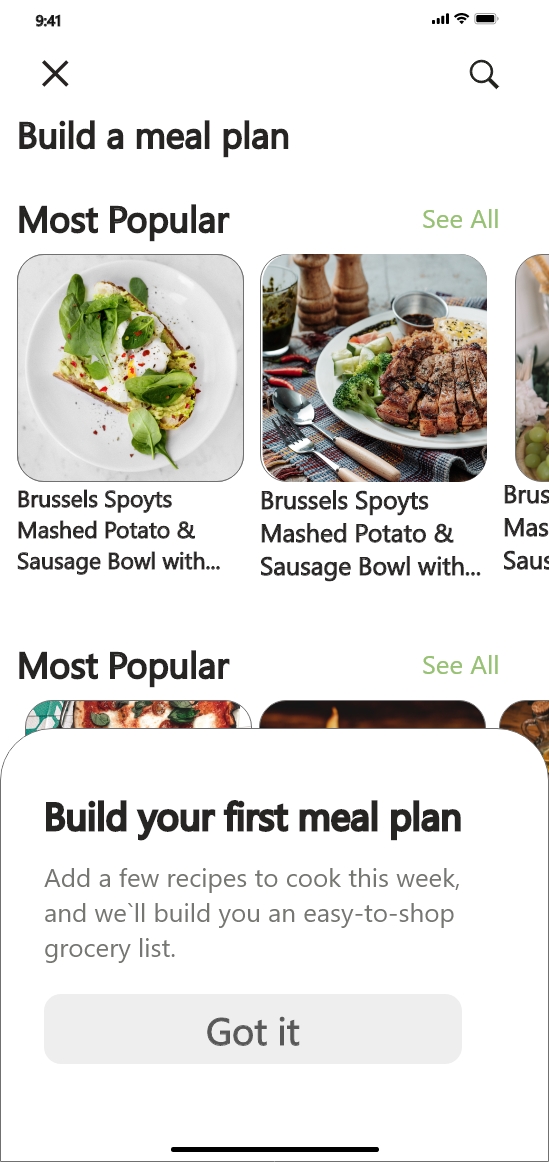 9:41
Build a meal plan
Most Popular
See All
Brussels Spoyts
Mashed Potato &
Sausage Bowl with...
Brussels Spoyts
Mashed Potato &
Sausage Bowl with...
Brus
Mas
Saus
Most Popular
See All
Build your first meal plan
Add a few recipes to cook this week,
and we`ll build you an easy-to-shop
grocery list.
Got it